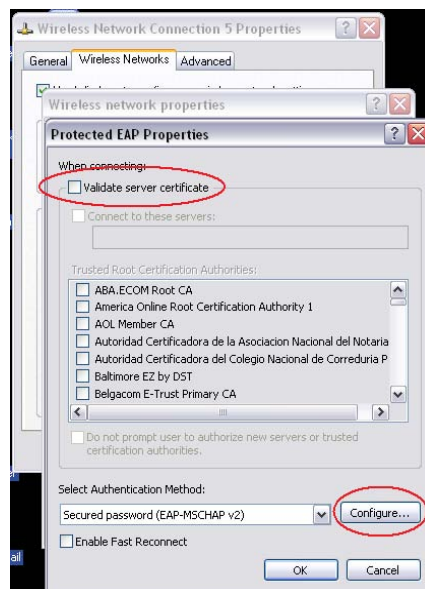 Wireless Network Connection 5 Properties
General Wireless Networks Advanced
Wireless network properties
Protected EAP Properties
When connecting:
Validate server certificate
Connect to these servers:
Trusted Root Certification Authorities:
ABA.ECOM Root CA
America Online Root Certification Authority 1
AOL Member CA
Autoridad Certificadora de la Asociacion Nacional del Notaria
Autoridad Certificadora del Colegio Nacional de Correduria P
Baltimore EZ by DST
Belgacom E-Trust Primary CA
Do not prompt user to authorize new servers or trusted
certification authorities.
Select Authentication Method:
Secured password (EAP-MSCHAP v2) Configure...
Enable Fast Reconnect
ail
OK Cancel